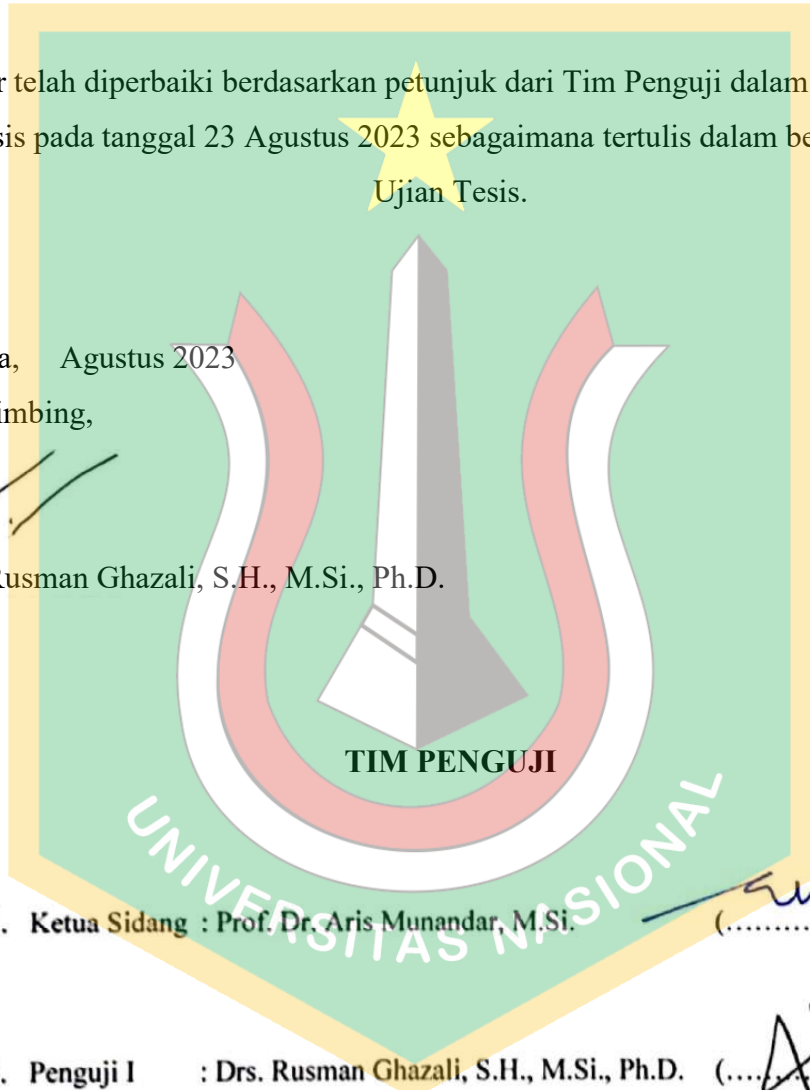 r telah diperbaiki berdasarkan petunjuk dari Tim Penguji dalam
sis pada tanggal 23 Agustus 2023 sebagaimana tertulis dalam be
Ujian Tesis.
a, Agustus 2023
imbing,
Rusman Ghazali, S.H., M.Si., Ph.D.
TIM PENGUJI
UNIVERSITAS NASIONAL
. Ketua Sidang : Prof. Dr. Aris Munandar, M.Si. (.........
. Penguji I : Drs. Rusman Ghazali, S.H., M.Si., Ph.D. (....